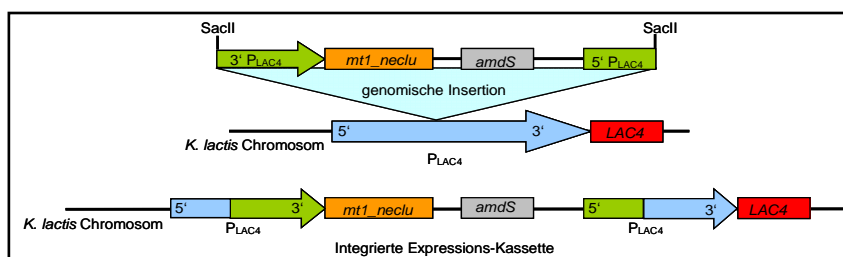 SacII SacII
3‘ PLAC4 mt1_neclu amdS 5‘ PLAC4
genomische Insertion
5‘ 3‘ LAC4
K. lactis Chromosom
PLAC4
5‘ 3‘ mt1_neclu amdS 5‘ 3‘ LAC4
K. lactis Chromosom
PLAC4 PLAC4
Integrierte Expressions-Kassette